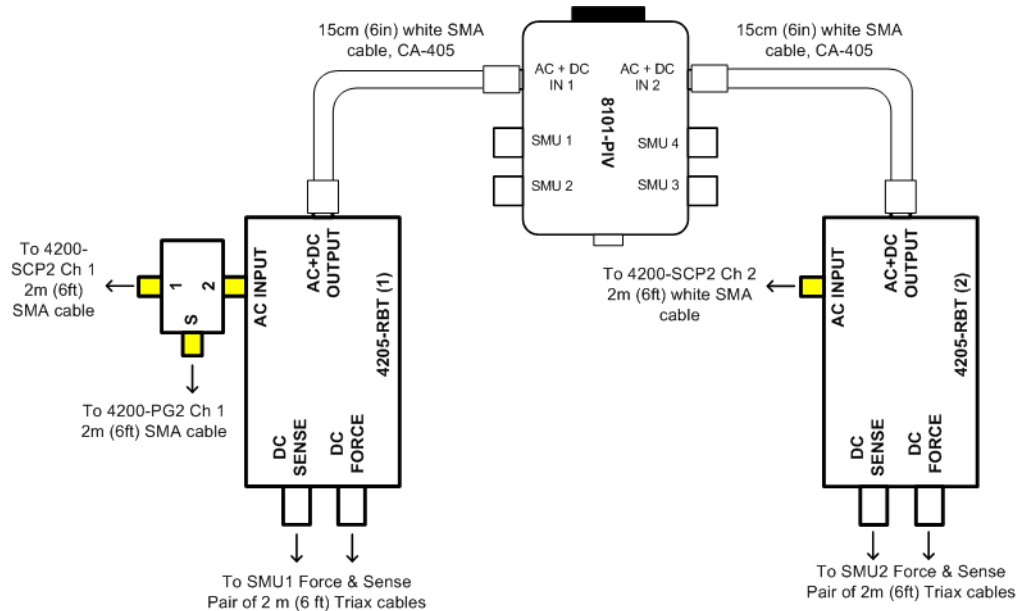 15cm (6in) white SMA
cable, CA-405
15cm (6in) white SMA
cable, CA-405
AC + DC
IN 1
AC + DC
IN 2
8101-PIV
SMU 1
SMU 4
SMU 2
SMU 3
To 4200-
SCP2 Ch 1
2m (6ft)
SMA cable
1
2
S
To 4200-PG2 Ch 1
2m (6ft) SMA cable
AC INPUT
AC+DC
OUTPUT
4205-RBT (1)
DC
SENSE
DC
FORCE
To SMU1 Force & Sense
Pair of 2 m (6 ft) Triax cables
To 4200-SCP2 Ch 2
2m (6ft) white SMA
cable
AC INPUT
AC+DC
OUTPUT
4205-RBT (2)
DC
SENSE
DC
FORCE
To SMU2 Force & Sense
Pair of 2m (6ft) Triax cables